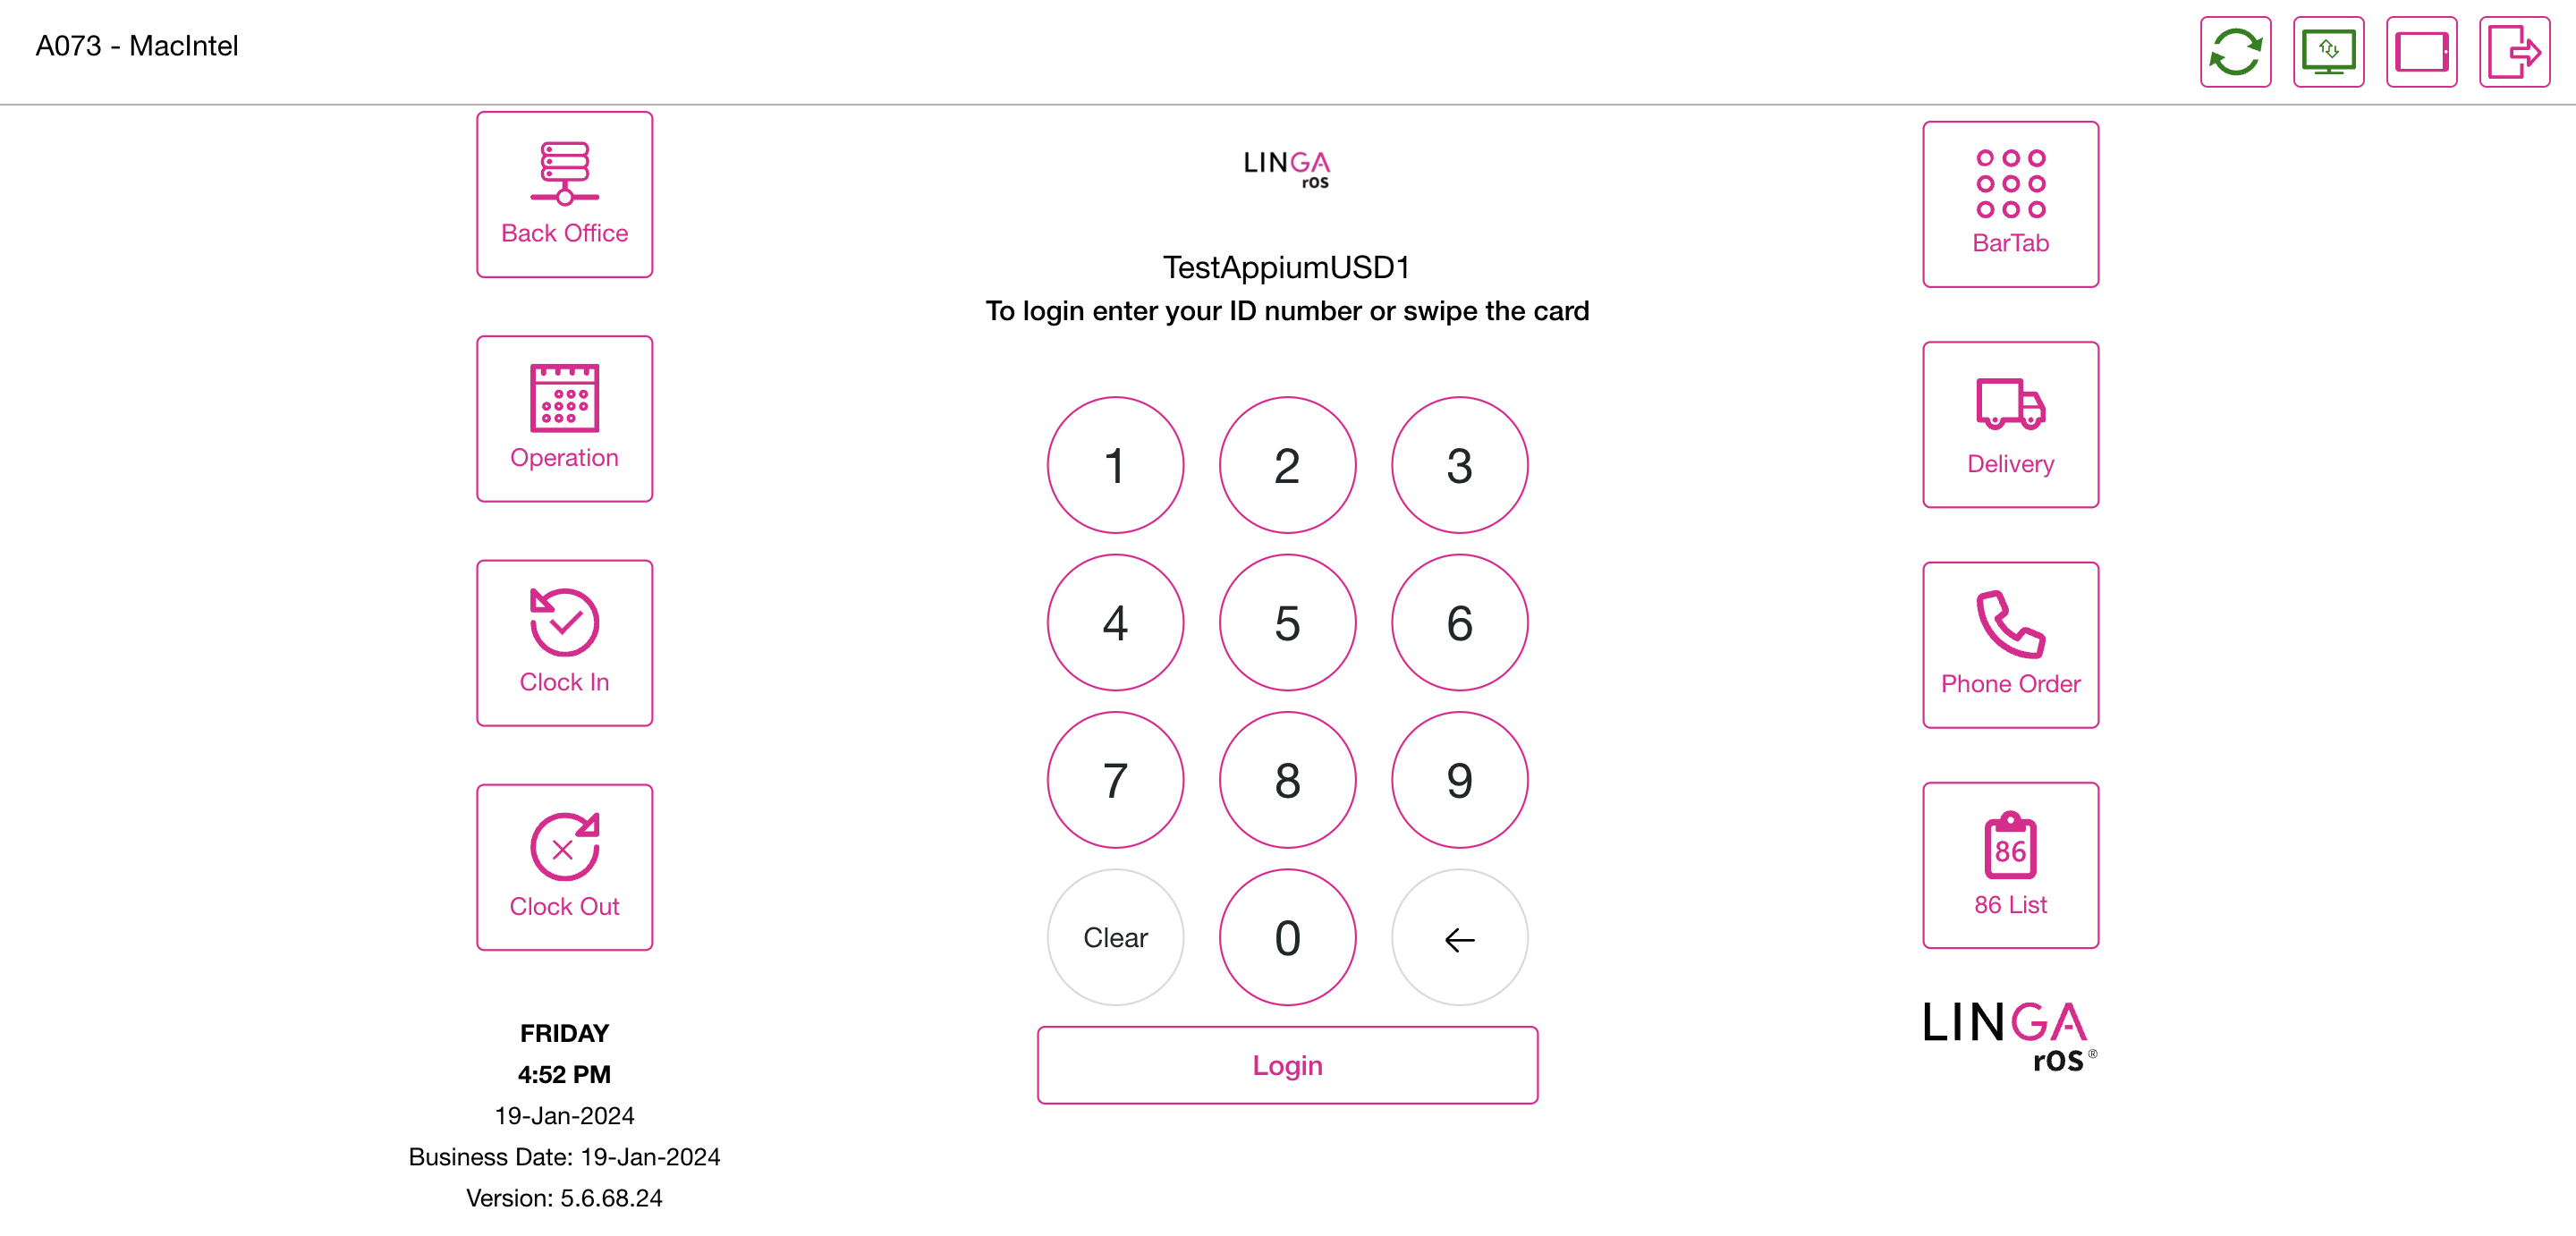 A073 - MacIntel
LINGA
rOS
TestAppiumUSD1
To login enter your ID number or swipe the card
Back Office
Operation
Clock In
Clock Out
1 2 3
4 5 6
7 8 9
Clear 0 ←
Login
BarTab
Delivery
Phone Order
86
86 List
LINGA
rOS®
FRIDAY
4:52 PM
19-Jan-2024
Business Date: 19-Jan-2024
Version: 5.6.68.24